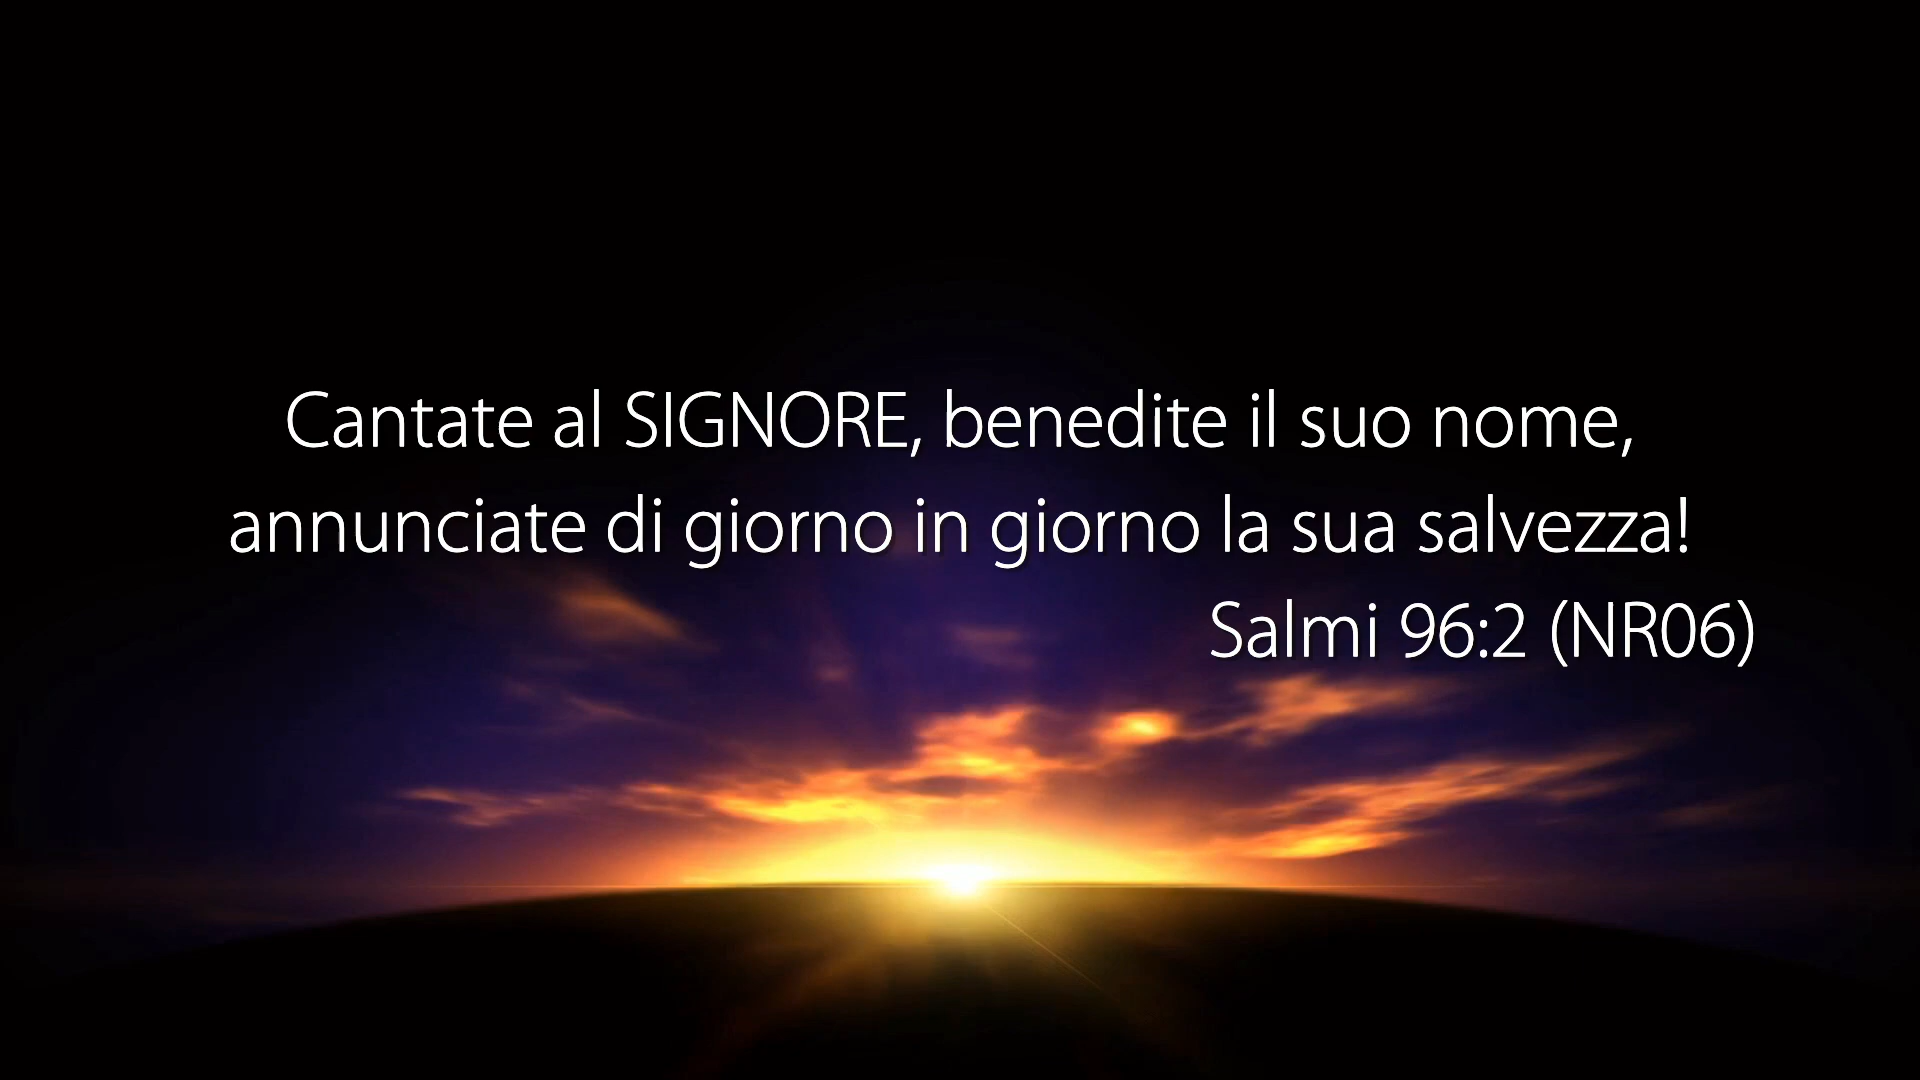 Cantate al SIGNORE, benedite il suo nome,
annunciate di giorno in giorno la sua salvezza!
Salmi 96:2 (NR06)